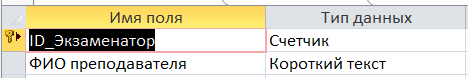 Имя поля Тип данных
ID_Экзаменатор Счетчик
ФИО преподавателя Короткий текст